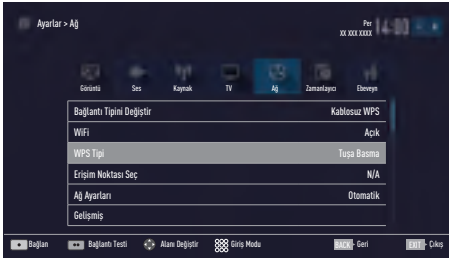 Ayarlar > Ağ
Per
xx xxx xxxx
14:00
Görüntü Ses Kaynak TV Ağ Zamanlayıcı Ebeveyn
Bağlantı Tipini Değiştir Kablosuz WPS
WiFi Açık
WPS Tipi Tuşa Basma
Erişim Noktası Seç N/A
Ağ Ayarları Otomatik
Gelişmiş
Bağlan Bağlantı Testi Alanı Değiştir Giriş Modu BACK - Geri EXIT - Çıkış